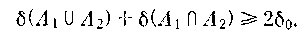 δ(A₁ ∪ A₂) + δ(A₁ ∩ A₂) ⩾ 2δ₀.